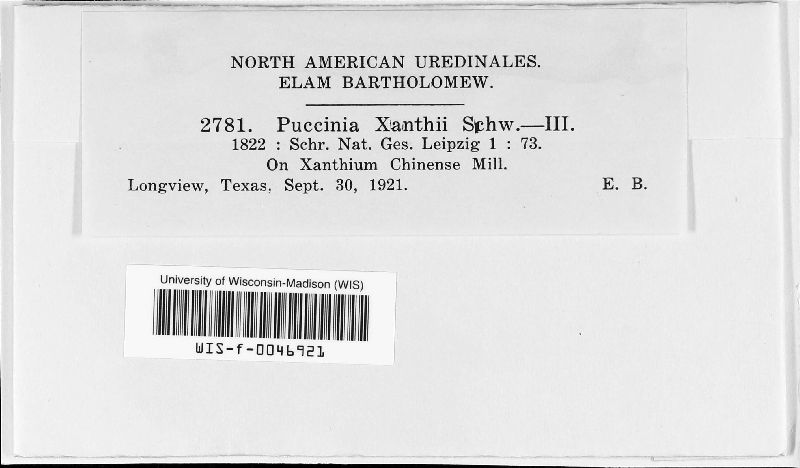 NORTH AMERICAN UREDINALES.
ELAM BARTHOLOMEW.
2781. Puccinia Xanthii Schw.—III.
1822 : Schr. Nat. Ges. Leipzig 1 : 73.
On Xanthium Chinense Mill.
Longview, Texas, Sept. 30, 1921. E. B.
University of Wisconsin-Madison (WIS)
WIS-f-0046921